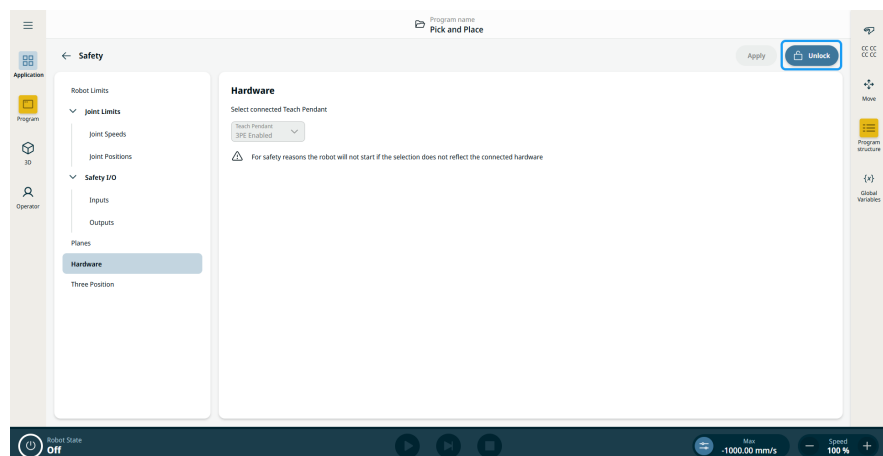 Program name
Pick and Place
Safety
Apply
Unlock
Application
Program
3D
Operator
Robot Limits
Joint Limits
Joint Speeds
Joint Positions
Safety I/O
Inputs
Outputs
Planes
Hardware
Three Position
Hardware
Select connected Teach Pendant
Teach Pendant
3PE Enabled
For safety reasons the robot will not start if the selection does not reflect the connected hardware
CC CC
CC CC
Move
Program
structure
{x}
Global
Variables
Robot State
Off
Max
-1000.00 mm/s
Speed
100 %